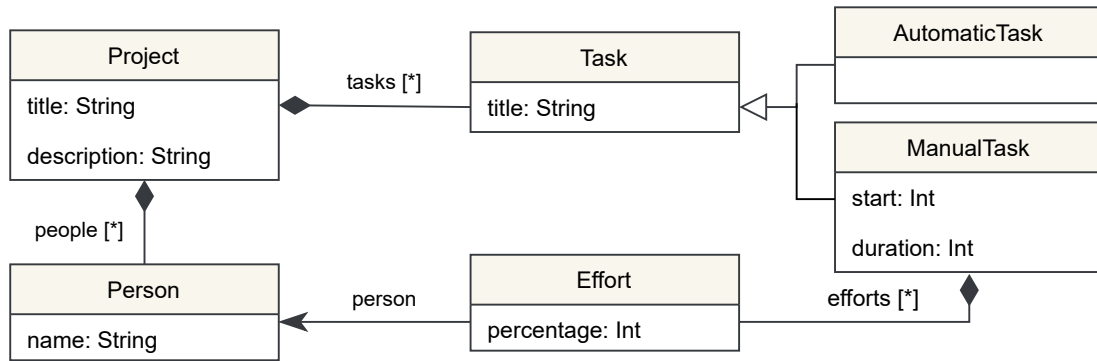 Project
title: String
description: String
tasks [*]
Task
title: String
AutomaticTask
ManualTask
start: Int
duration: Int
people [*]
Person
name: String
person
Effort
percentage: Int
efforts [*]